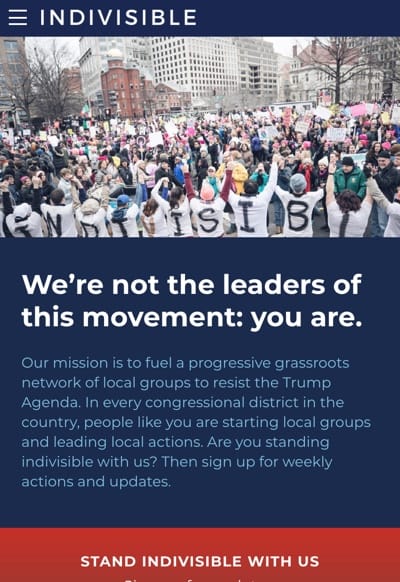 INDIVISIBLE
NDIVISIB
We’re not the leaders of
this movement: you are.
Our mission is to fuel a progressive grassroots
network of local groups to resist the Trump
Agenda. In every congressional district in the
country, people like you are starting local groups
and leading local actions. Are you standing
indivisible with us? Then sign up for weekly
actions and updates.
STAND INDIVISIBLE WITH US